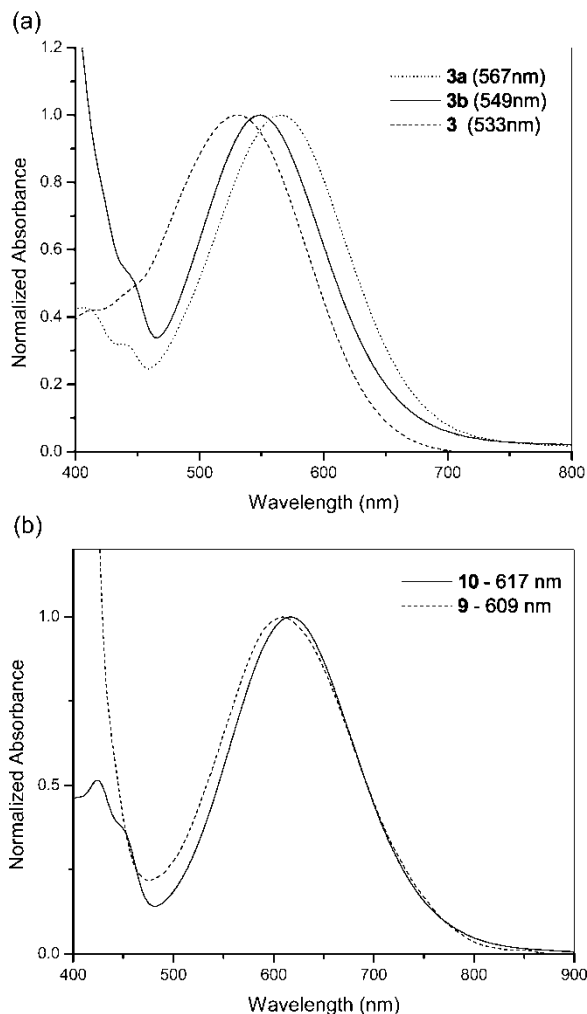 (a)
1.2
1.0
0.8
0.6
0.4
0.2
0.0
Normalized Absorbance
3a (567nm)
3b (549nm)
3 (533nm)
400 500 600 700 800
Wavelength (nm)
(b)
1.0
0.5
0.0
Normalized Absorbance
10 - 617 nm
9 - 609 nm
400 500 600 700 800 900
Wavelength (nm)